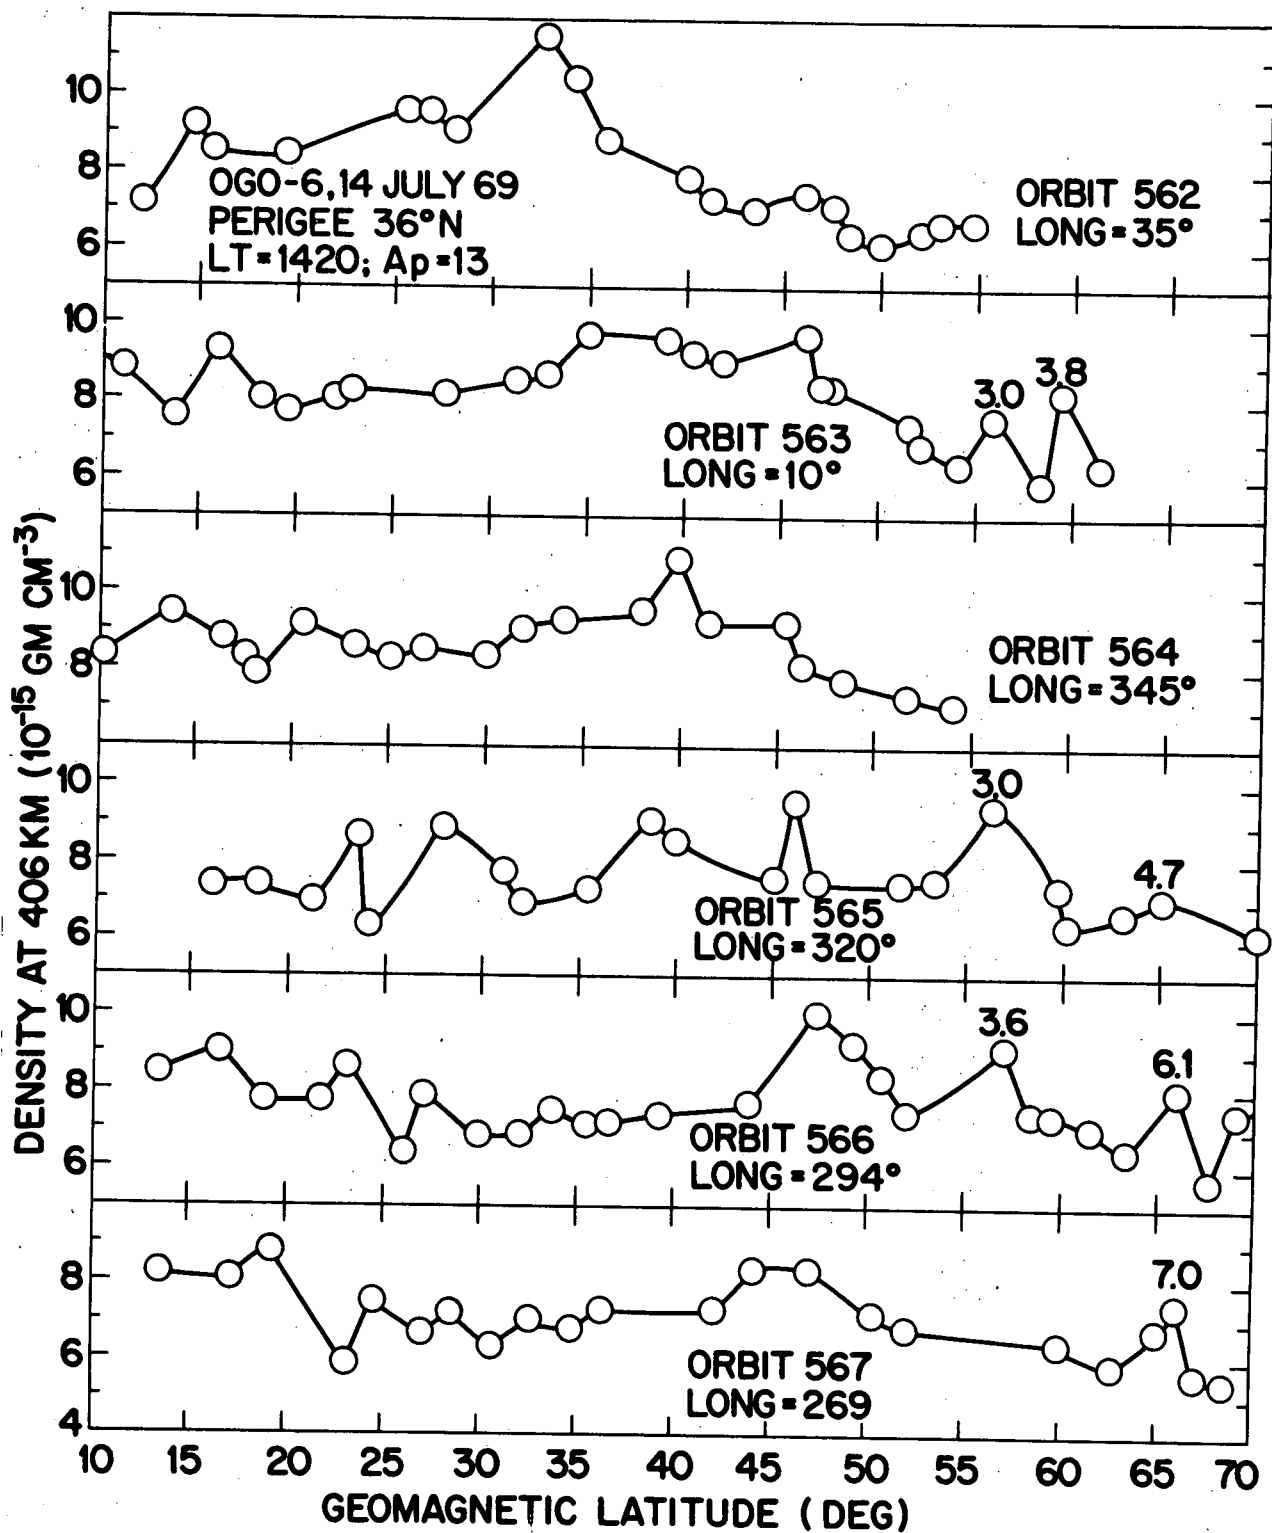 10
8
6
OGO-6, 14 JULY 69
PERIGEE 36°N
LT=1420; Ap=13
ORBIT 562
LONG=35°
10
8
6
ORBIT 563
LONG=10°
3.0
3.8
10
8
ORBIT 564
LONG=345°
10
8
6
ORBIT 565
LONG=320°
3.0
4.7
10
8
6
ORBIT 566
LONG=294°
3.6
6.1
8
6
4
ORBIT 567
LONG=269
7.0
10 15 20 25 30 35 40 45 50 55 60 65 70
GEOMAGNETIC LATITUDE (DEG)
DENSITY AT 406 KM (10⁻¹⁵ GM CM⁻³)